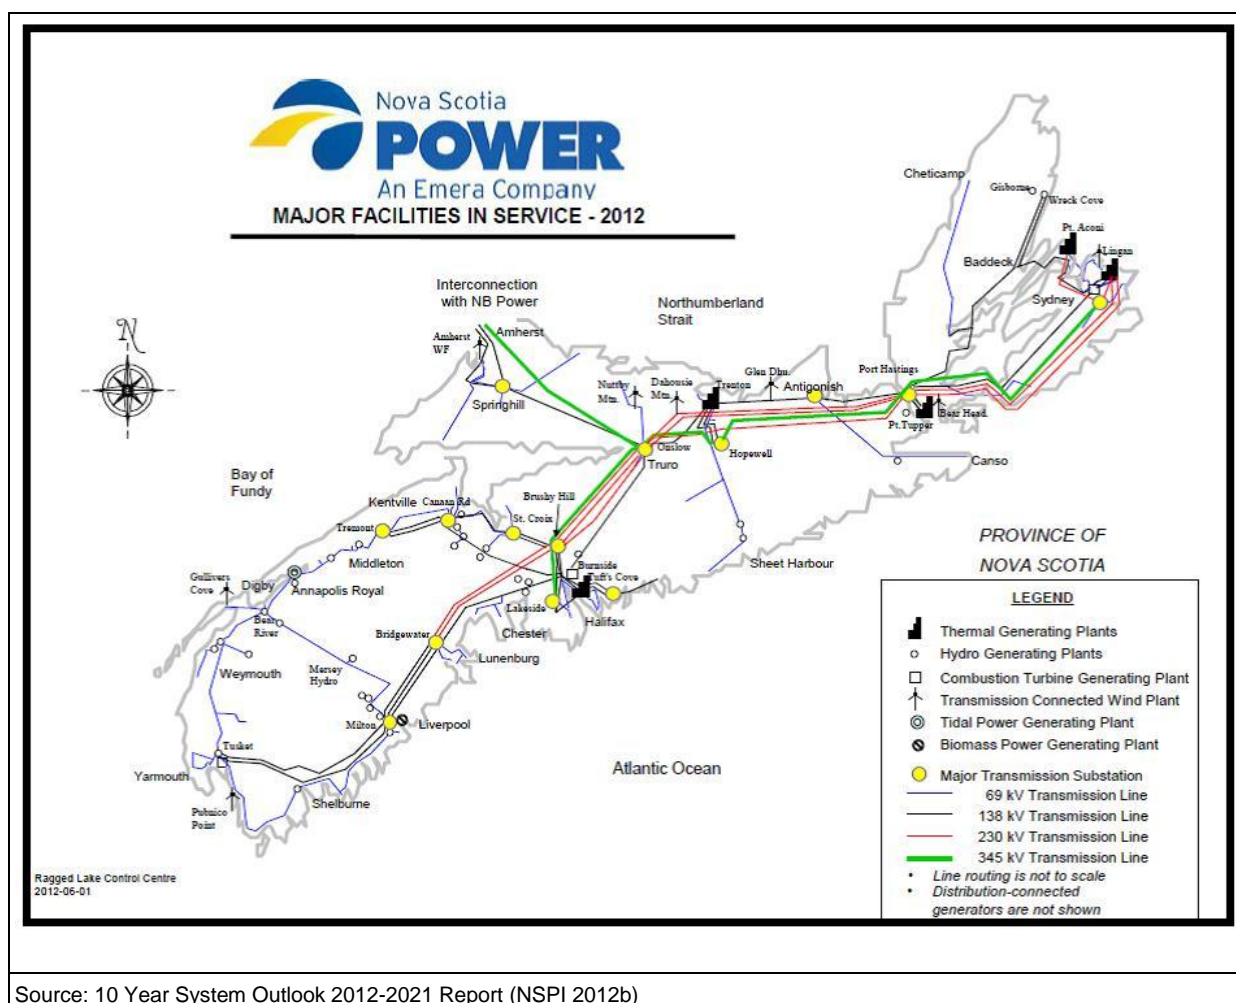 Nova Scotia
POWER
An Emera Company
MAJOR FACILITIES IN SERVICE - 2012
N
Interconnection
with NB Power
Northumberland
Strait
Cheticamp
Gisborne
Wreck Cove
Pt. Aconi
Lingan
Baddeck
Sydney
Amherst
WF
Amherst
Springhill
Nuttby
Mtn.
Dahousie
Mtn.
Trenton
Glen Dhu.
Antigonish
Port Hastings
Pt.Tupper
Bear Head.
Onslow
Truro
Hopewell
Canso
Bay of
Fundy
Kentville
Canaan Rd
Brushy Hill
St. Croix
Tremont
Middleton
Burnside
Tuft's Cove
Sheet Harbour
Gullivers
Cove
Digby
Annapolis Royal
Lakeside
Halifax
Chester
Bear
River
Bridgewater
Lunenburg
Weymouth
Mersey
Hydro
Milton
Liverpool
Tusket
Yarmouth
Pubnico
Point
Shelburne
Atlantic Ocean
PROVINCE OF
NOVA SCOTIA
LEGEND
Thermal Generating Plants
Hydro Generating Plants
Combustion Turbine Generating Plant
Transmission Connected Wind Plant
Tidal Power Generating Plant
Biomass Power Generating Plant
Major Transmission Substation
69 kV Transmission Line
138 kV Transmission Line
230 kV Transmission Line
345 kV Transmission Line
• Line routing is not to scale
• Distribution-connected
generators are not shown
Ragged Lake Control Centre
2012-06-01
Source: 10 Year System Outlook 2012-2021 Report (NSPI 2012b)